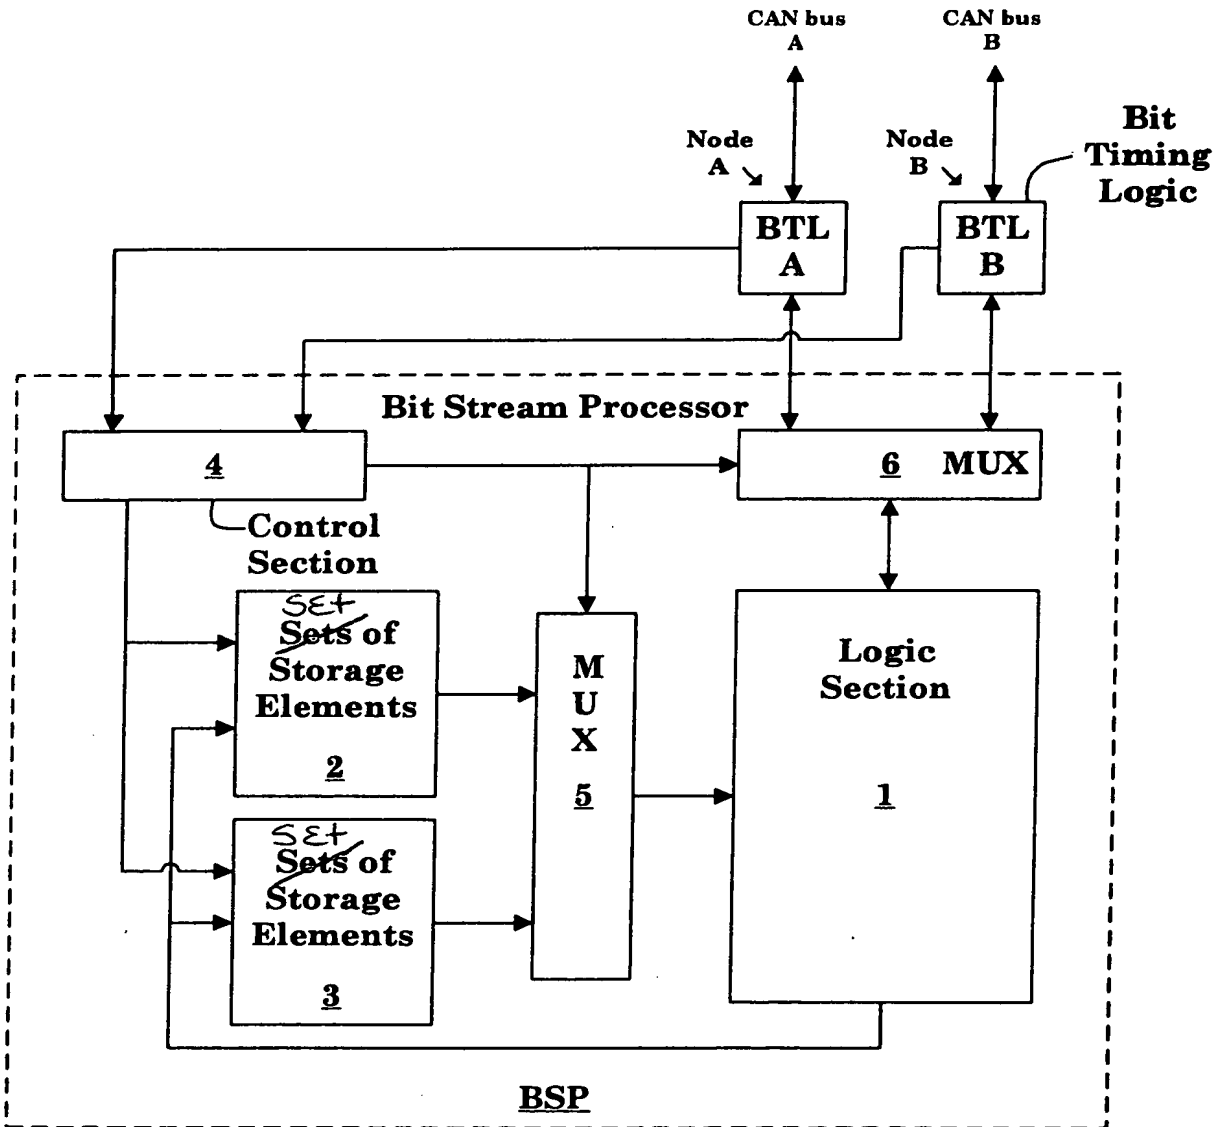 CAN bus
A
CAN bus
B
Node
A
Node
B
Bit
Timing
Logic
BTL
A
BTL
B
Bit Stream Processor
4
6 MUX
Control
Section
SEt
Sets of
Storage
Elements
2
M
U
X
5
Logic
Section
1
SEt
Sets of
Storage
Elements
3
BSP